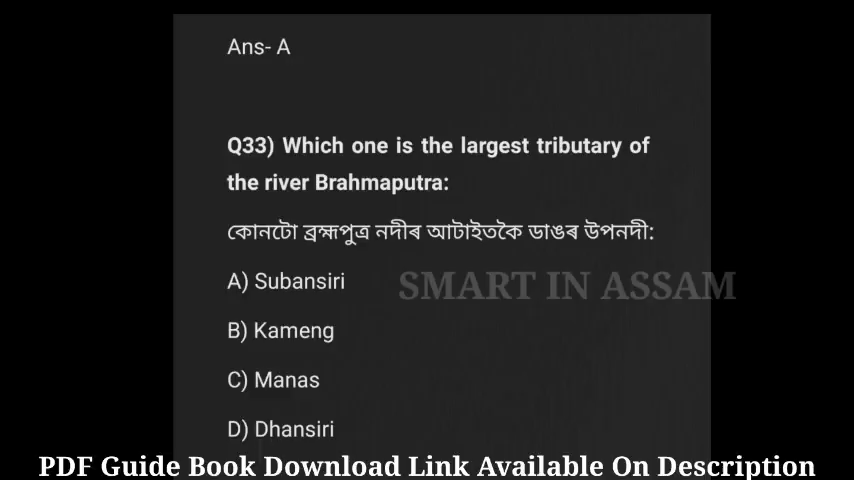 Ans- A
Q33) Which one is the largest tributary of
the river Brahmaputra:
কোনটো ব্ৰহ্মপুত্ৰ নদীৰ আটাইতকৈ ডাঙৰ উপনদী:
A) Subansiri
SMART IN ASSAM
B) Kameng
C) Manas
D) Dhansiri
PDF Guide Book Download Link Available On Description